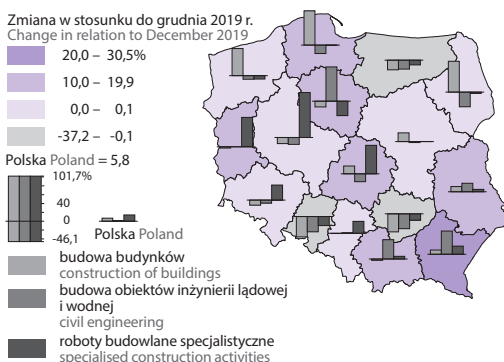 Zmiana w stosunku do grudnia 2019 r.
Change in relation to December 2019
20,0 – 30,5%
10,0 – 19,9
0,0 – 0,1
-37,2 – -0,1
Polska Poland = 5,8
101,7%
40
0
-46,1
Polska Poland
budowa budynków
construction of buildings
budowa obiektów inżynierii lądowej
i wodnej
civil engineering
roboty budowlane specjalistyczne
specialised construction activities